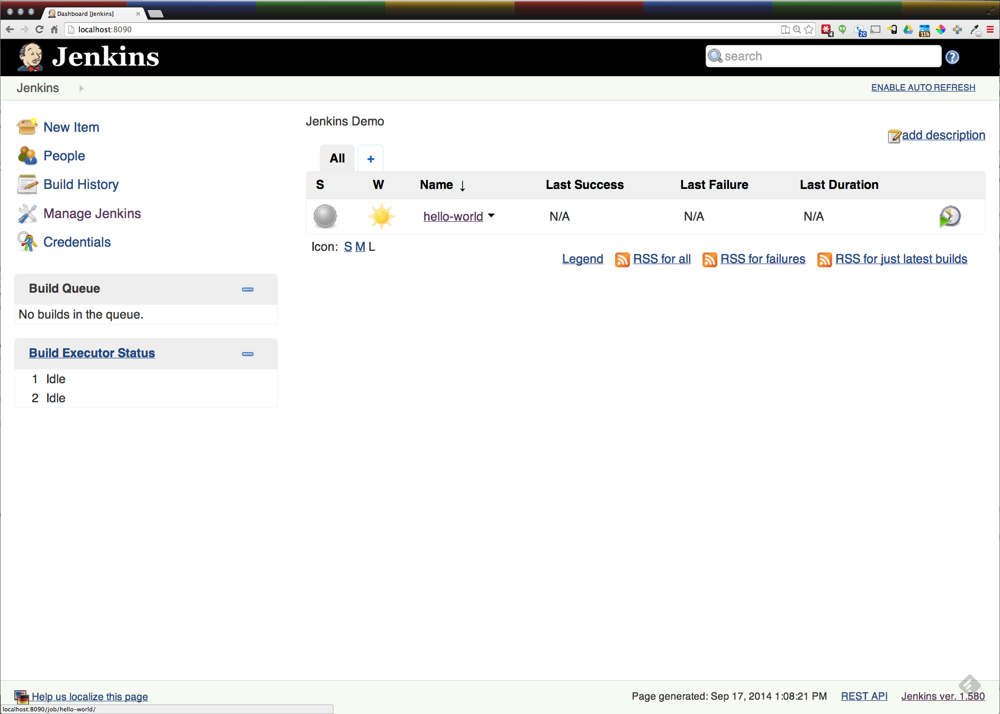 Dashboard [Jenkins]
localhost:8090
4
20
11h
Jenkins
search
Jenkins
ENABLE AUTO REFRESH
New Item
People
Build History
Manage Jenkins
Credentials
Jenkins Demo
add description
All +
S W Name ↓ Last Success Last Failure Last Duration
hello-world N/A N/A N/A
Icon: S M L
Legend RSS for all RSS for failures RSS for just latest builds
Build Queue
No builds in the queue.
Build Executor Status
1 Idle
2 Idle
Help us localize this page
Page generated: Sep 17, 2014 1:08:21 PM REST API Jenkins ver. 1.580
localhost:8090/job/hello-world/